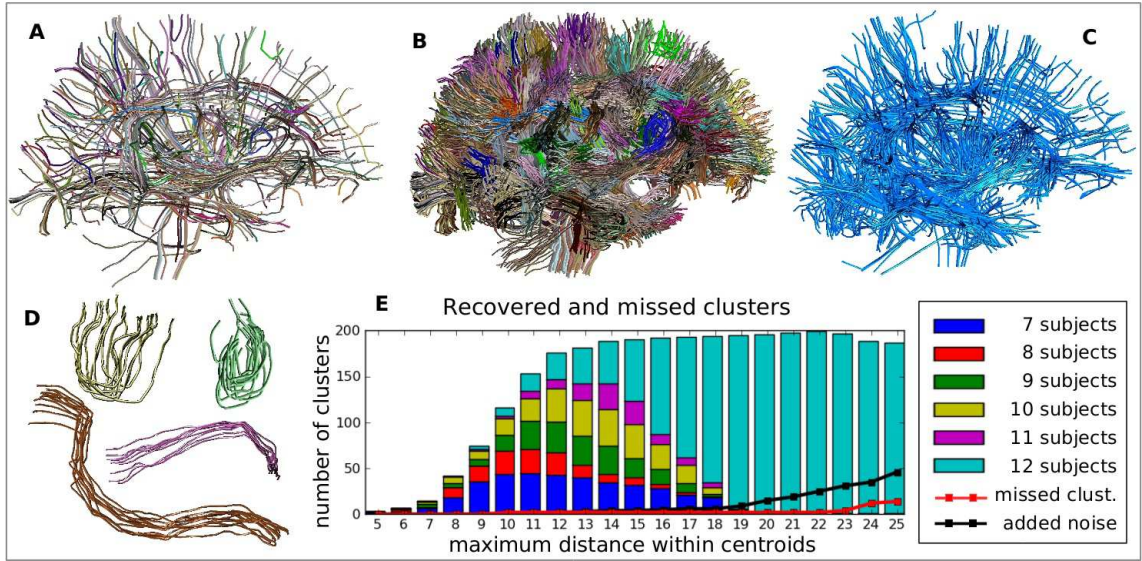 A
B
C
D
E
Recovered and missed clusters
number of clusters
200
150
100
50
0
5 6 7 8 9 10 11 12 13 14 15 16 17 18 19 20 21 22 23 24 25
maximum distance within centroids
7 subjects
8 subjects
9 subjects
10 subjects
11 subjects
12 subjects
missed clust.
added noise